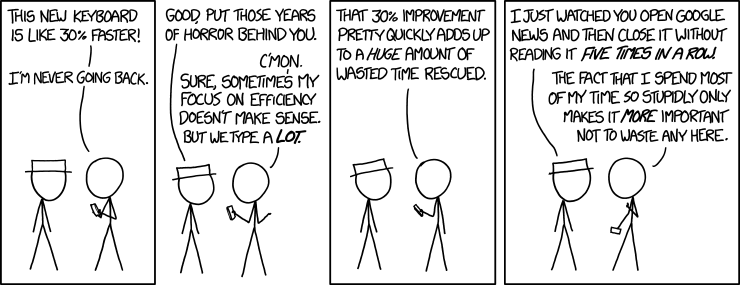 THIS NEW KEYBOARD
IS LIKE 30% FASTER!
I'M NEVER GOING BACK.
GOOD, PUT THOSE YEARS
OF HORROR BEHIND YOU.
C'MON.
SURE, SOMETIMES MY
FOCUS ON EFFICIENCY
DOESN'T MAKE SENSE.
BUT WE TYPE A LOT.
THAT 30% IMPROVEMENT
PRETTY QUICKLY ADDS UP
TO A HUGE AMOUNT OF
WASTED TIME RESCUED.
I JUST WATCHED YOU OPEN GOOGLE
NEWS AND THEN CLOSE IT WITHOUT
READING IT FIVE TIMES IN A ROW.
THE FACT THAT I SPEND MOST
OF MY TIME SO STUPIDLY ONLY
MAKES IT MORE IMPORTANT
NOT TO WASTE ANY HERE.